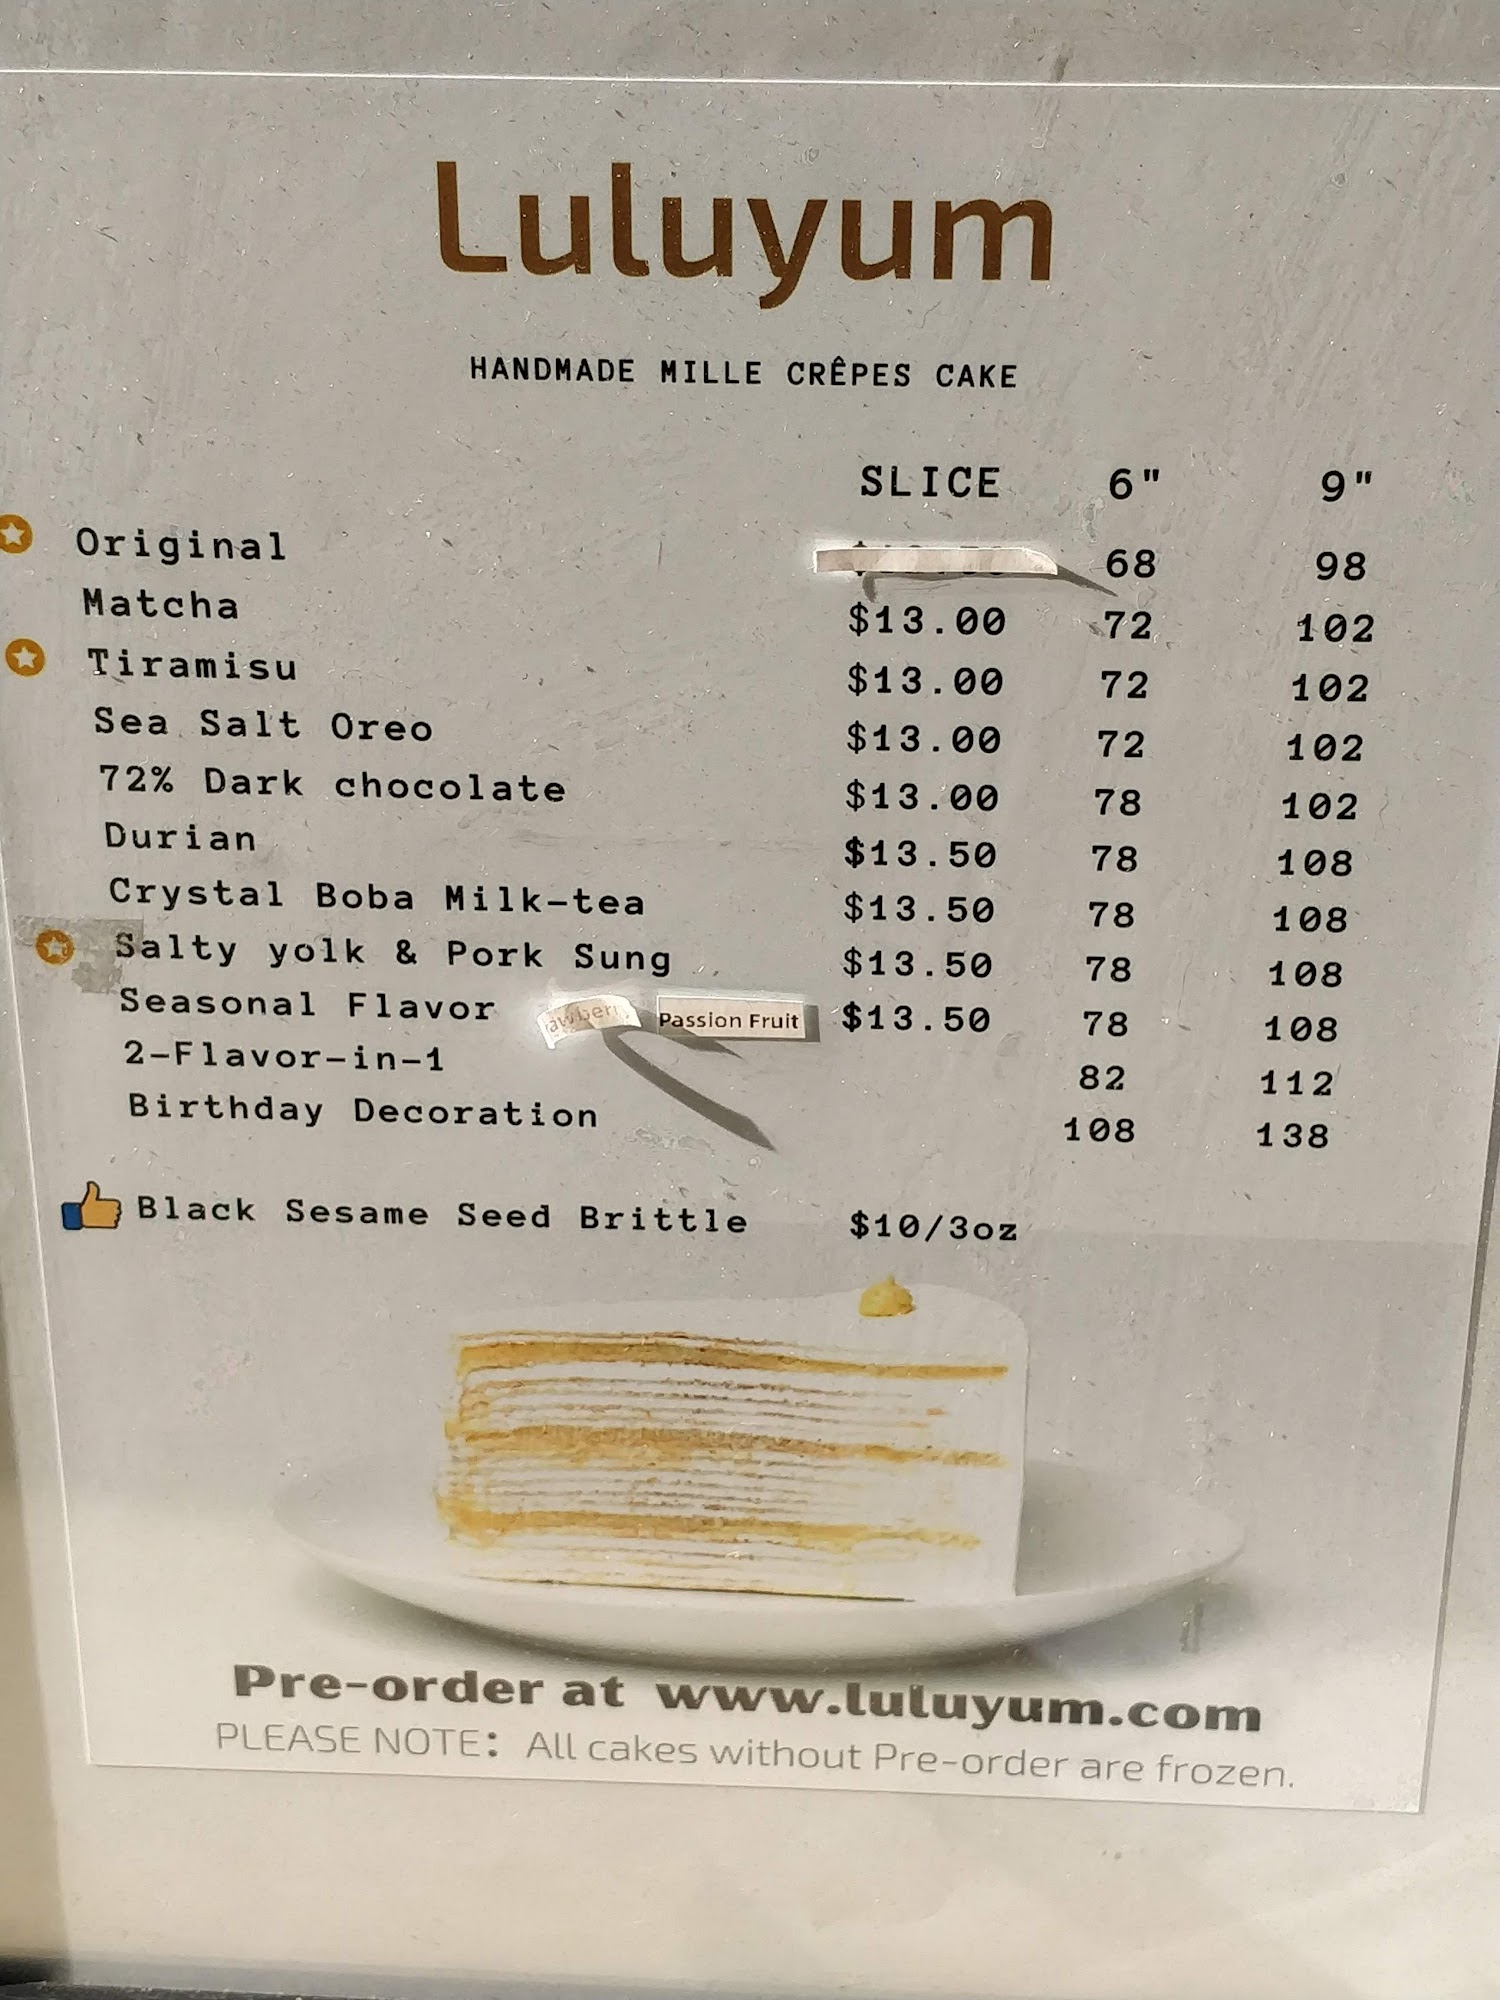 Luluyum
HANDMADE MILLE CRÊPES CAKE
SLICE 6" 9"
Original 68 98
Matcha $13.00 72 102
Tiramisu $13.00 72 102
Sea Salt Oreo $13.00 72 102
72% Dark chocolate $13.00 78 102
Durian $13.50 78 108
Crystal Boba Milk-tea $13.50 78 108
Salty yolk & Pork Sung $13.50 78 108
Seasonal Flavor Passion Fruit $13.50 78 108
2-Flavor-in-1 82 112
Birthday Decoration 108 138
Black Sesame Seed Brittle $10/3oz
Pre-order at www.luluyum.com
PLEASE NOTE: All cakes without Pre-order are frozen.